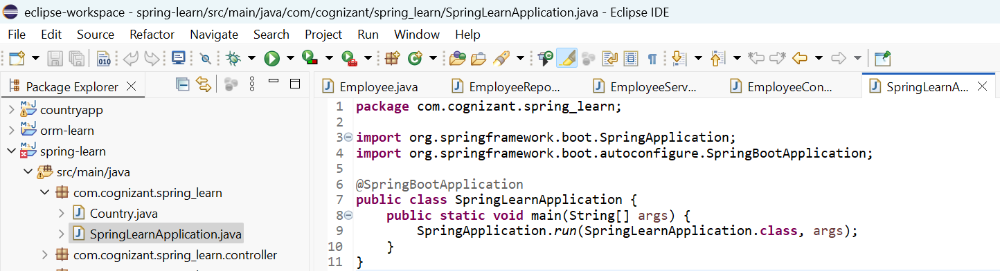 eclipse-workspace - spring-learn/src/main/java/com/cognizant/spring_learn/SpringLearnApplication.java - Eclipse IDE
File Edit Source Refactor Navigate Search Project Run Window Help
010
Package Explorer
countryapp
orm-learn
spring-learn
src/main/java
com.cognizant.spring_learn
Country.java
SpringLearnApplication.java
com.cognizant.spring_learn.controller
Employee.java EmployeeRepo... EmployeeServ... EmployeeCon... SpringLearnA...
1 package com.cognizant.spring_learn;
2
3 import org.springframework.boot.SpringApplication;
4 import org.springframework.boot.autoconfigure.SpringBootApplication;
5
6 @SpringBootApplication
7 public class SpringLearnApplication {
8 public static void main(String[] args) {
9 SpringApplication.run(SpringLearnApplication.class, args);
10 }
11 }